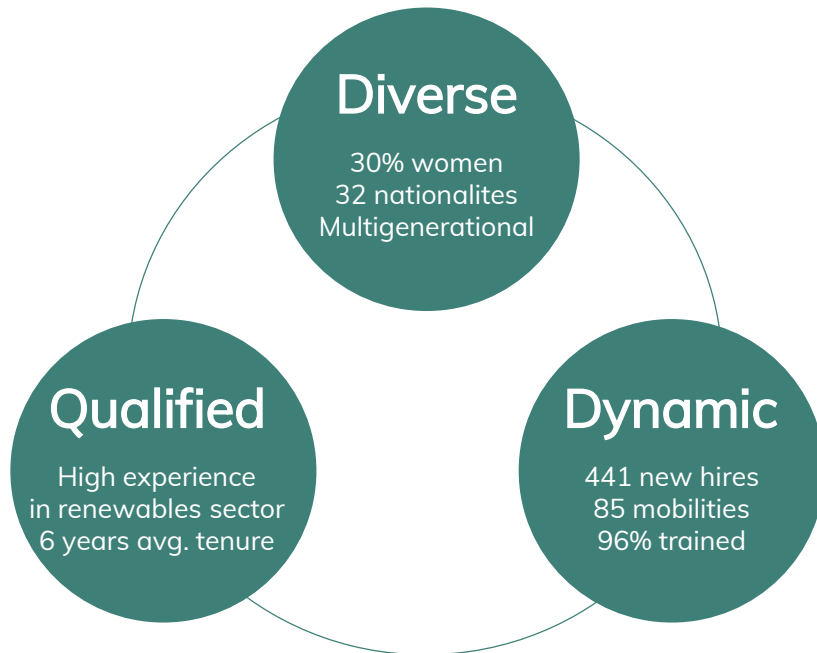 Diverse
30% women
32 nationalites
Multigenerational
Qualified
High experience
in renewables sector
6 years avg. tenure
Dynamic
441 new hires
85 mobilities
96% trained